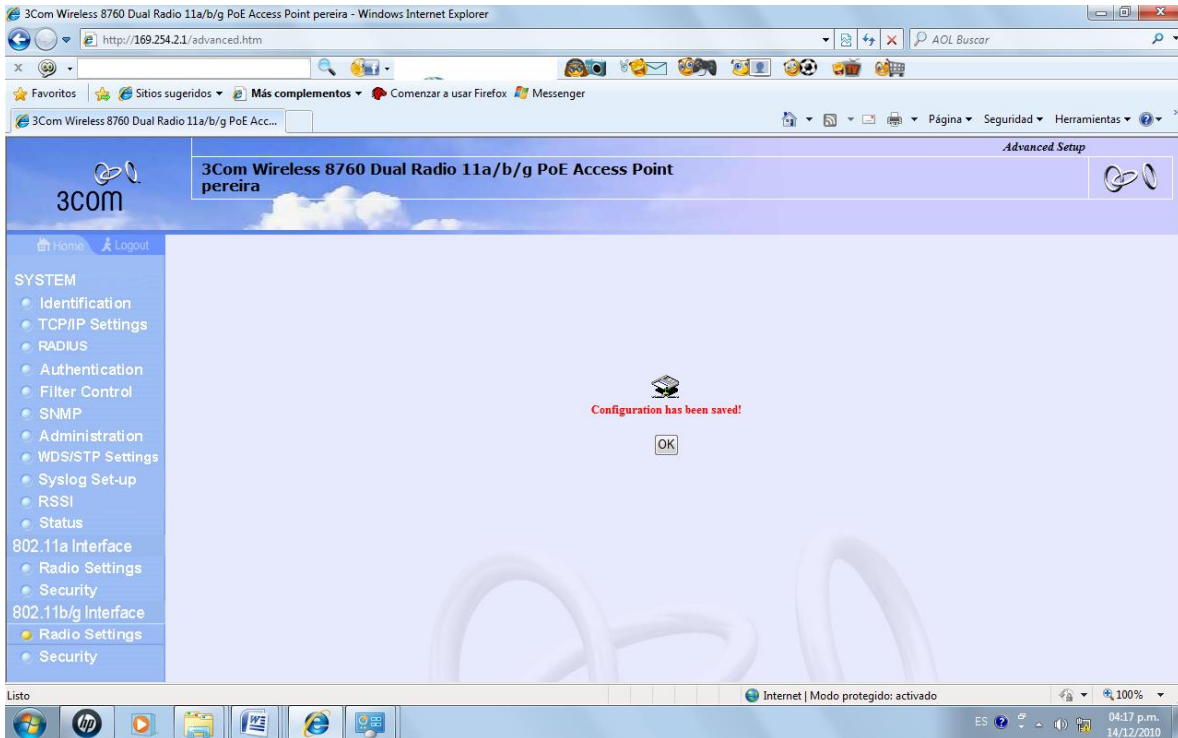 3Com Wireless 8760 Dual Radio 11a/b/g PoE Access Point pereira - Windows Internet Explorer
http://169.254.2.1/advanced.htm
AOL Buscar
Favoritos Sitios sugeridos Más complementos Comenzar a usar Firefox Messenger
3Com Wireless 8760 Dual Radio 11a/b/g PoE Acc...
Página Seguridad Herramientas
Advanced Setup
3COM
3Com Wireless 8760 Dual Radio 11a/b/g PoE Access Point
pereira
Home Logout
SYSTEM
Identification
TCP/IP Settings
RADIUS
Authentication
Filter Control
SNMP
Administration
WDS/STP Settings
Syslog Set-up
RSSI
Status
802.11a Interface
Radio Settings
Security
802.11b/g Interface
Radio Settings
Security
Configuration has been saved!
OK
Listo
Internet | Modo protegido: activado
100%
hp
ES
04:17 p.m.
14/12/2010